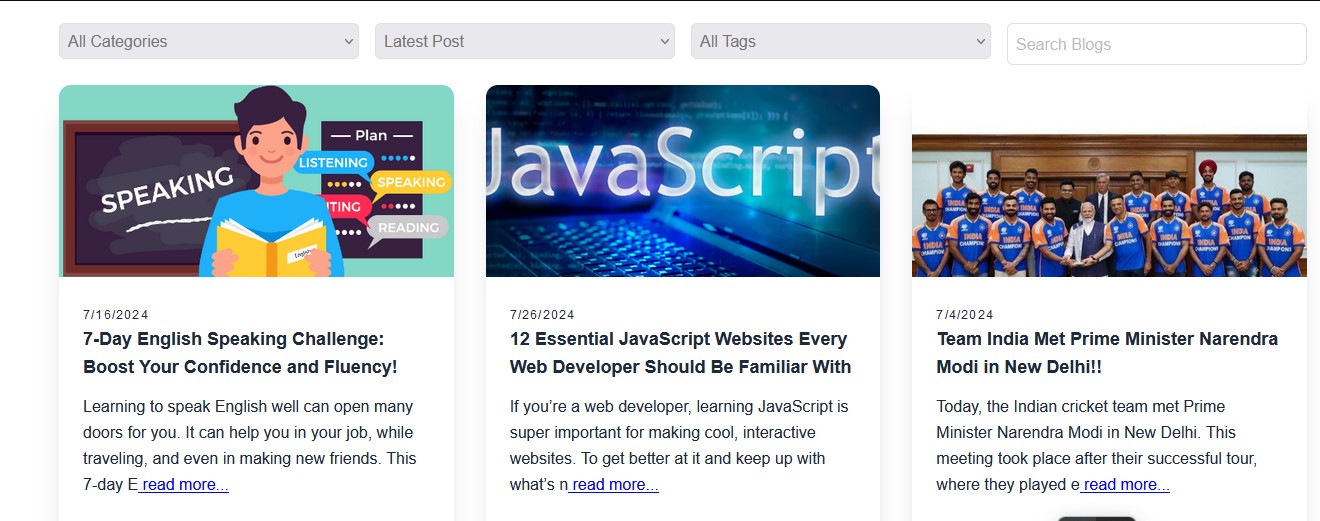 All Categories
Latest Post
All Tags
Search Blogs
SPEAKING
Plan
LISTENING
SPEAKING
READING
English
JavaScript
INDIA
CHAMPIONS
7/16/2024
7-Day English Speaking Challenge:
Boost Your Confidence and Fluency!
Learning to speak English well can open many
doors for you. It can help you in your job, while
traveling, and even in making new friends. This
7-day E read more...
7/26/2024
12 Essential JavaScript Websites Every
Web Developer Should Be Familiar With
If you’re a web developer, learning JavaScript is
super important for making cool, interactive
websites. To get better at it and keep up with
what’s n read more...
7/4/2024
Team India Met Prime Minister Narendra
Modi in New Delhi!!
Today, the Indian cricket team met Prime
Minister Narendra Modi in New Delhi. This
meeting took place after their successful tour,
where they played e read more...